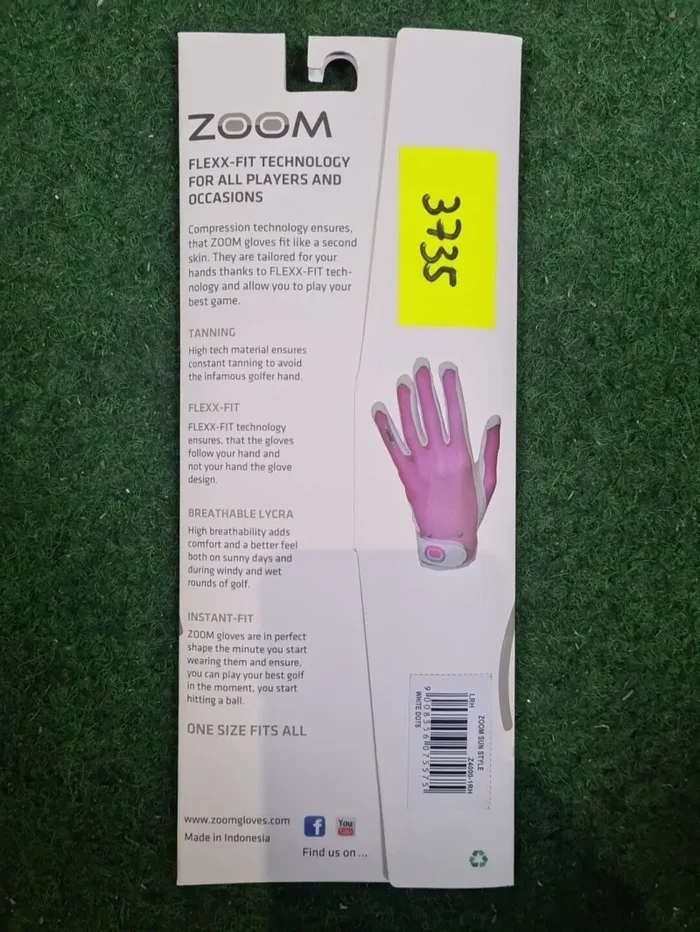 ZOOM
FLEXX-FIT TECHNOLOGY
FOR ALL PLAYERS AND
OCCASIONS
Compression technology ensures,
that ZOOM gloves fit like a second
skin. They are tailored for your
hands thanks to FLEXX-FIT tech-
nology and allow you to play your
best game.
TANNING
High tech material ensures
constant tanning to avoid
the infamous golfer hand.
FLEXX-FIT
FLEXX-FIT technology
ensures, that the gloves
follow your hand and
not your hand the glove
design.
BREATHABLE LYCRA
High breathability adds
comfort and a better feel
both on sunny days and
during windy and wet
rounds of golf.
INSTANT-FIT
ZOOM gloves are in perfect
shape the minute you start
wearing them and ensure,
you can play your best golf
in the moment, you start
hitting a ball.
ONE SIZE FITS ALL
www.zoomgloves.com
Made in Indonesia
You
Tube
Find us on ...
3735
ZOOM SUN STYLE
LRH
Z4000-1RH
9008556075575
WHITE DOTS